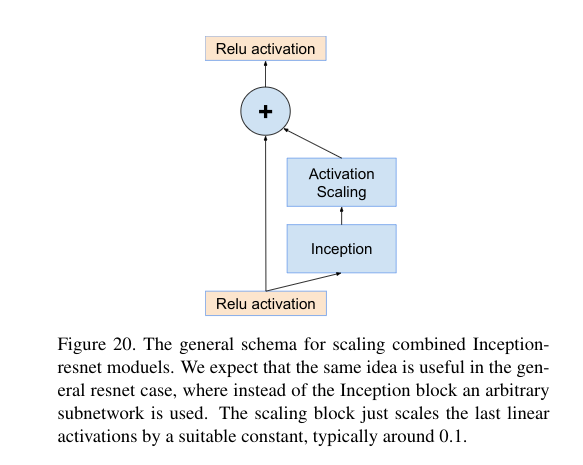 Relu activation
+
Activation
Scaling
Inception
Relu activation
Figure 20. The general schema for scaling combined Inception-
resnet moduels. We expect that the same idea is useful in the gen-
eral resnet case, where instead of the Inception block an arbitrary
subnetwork is used. The scaling block just scales the last linear
activations by a suitable constant, typically around 0.1.